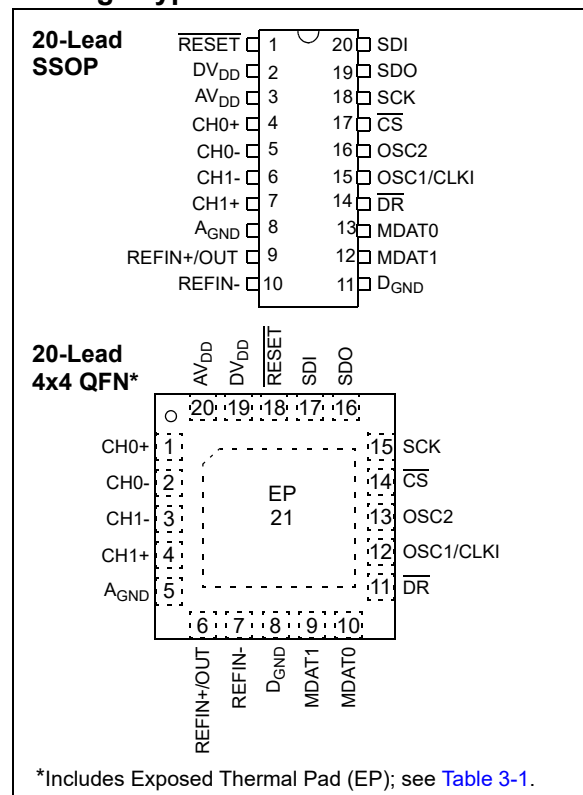 20-Lead
SSOP
RESET 1 20 SDI
DVDD 2 19 SDO
AVDD 3 18 SCK
CH0+ 4 17 CS
CH0- 5 16 OSC2
CH1- 6 15 OSC1/CLKI
CH1+ 7 14 DR
AGND 8 13 MDAT0
REFIN+/OUT 9 12 MDAT1
REFIN- 10 11 DGND
20-Lead
4x4 QFN*
AVDD DVDD RESET SDI SDO
20 19 18 17 16
CH0+ 1 15 SCK
CH0- 2 14 CS
EP
CH1- 3 21 13 OSC2
CH1+ 4 12 OSC1/CLKI
AGND 5 11 DR
6 7 8 9 10
REFIN+/OUT REFIN- DGND MDAT1 MDAT0
*Includes Exposed Thermal Pad (EP); see Table 3-1.